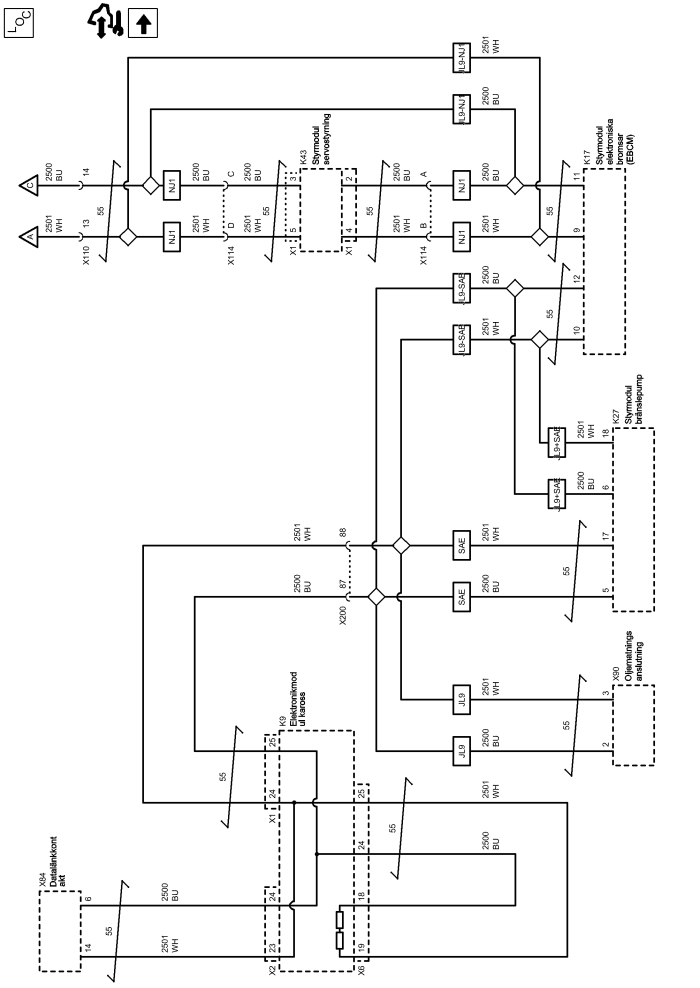 LOC
2501
WH
JL9-NJ1
2500
BU
JL9-NJ1
C
2500
BU
14
NJ1
2500
BU
C
2500
BU
3
K43
Styrmodul
servostyrning
2
2500
BU
A
NJ1
2500
BU
11
K17
Styrmodul
elektroniska
bromsar
(EBCM)
55
55
55
55
A
2501
WH
13
X110
NJ1
2501
WH
D
X114
2501
WH
5
X1
4
X1
2501
WH
B
X114
NJ1
2501
WH
9
JL9-SAE
2500
BU
12
55
JL9-SAE
2501
WH
10
JL9+SAE
2501
WH
18
K27
Styrmodul
bränslepump
JL9+SAE
2500
BU
6
2501
WH
88
SAE
2501
WH
17
55
2500
BU
87
X200
SAE
2500
BU
5
JL9
2501
WH
3
X90
Oljematnings
anslutning
55
JL9
2500
BU
2
K9
Elektronikmod
ul kaross
25
24
X1
55
25
2501
WH
55
24
2500
BU
X84
Datalänkkont
akt
6
2500
BU
24
18
55
14
2501
WH
23
X2
19
X6